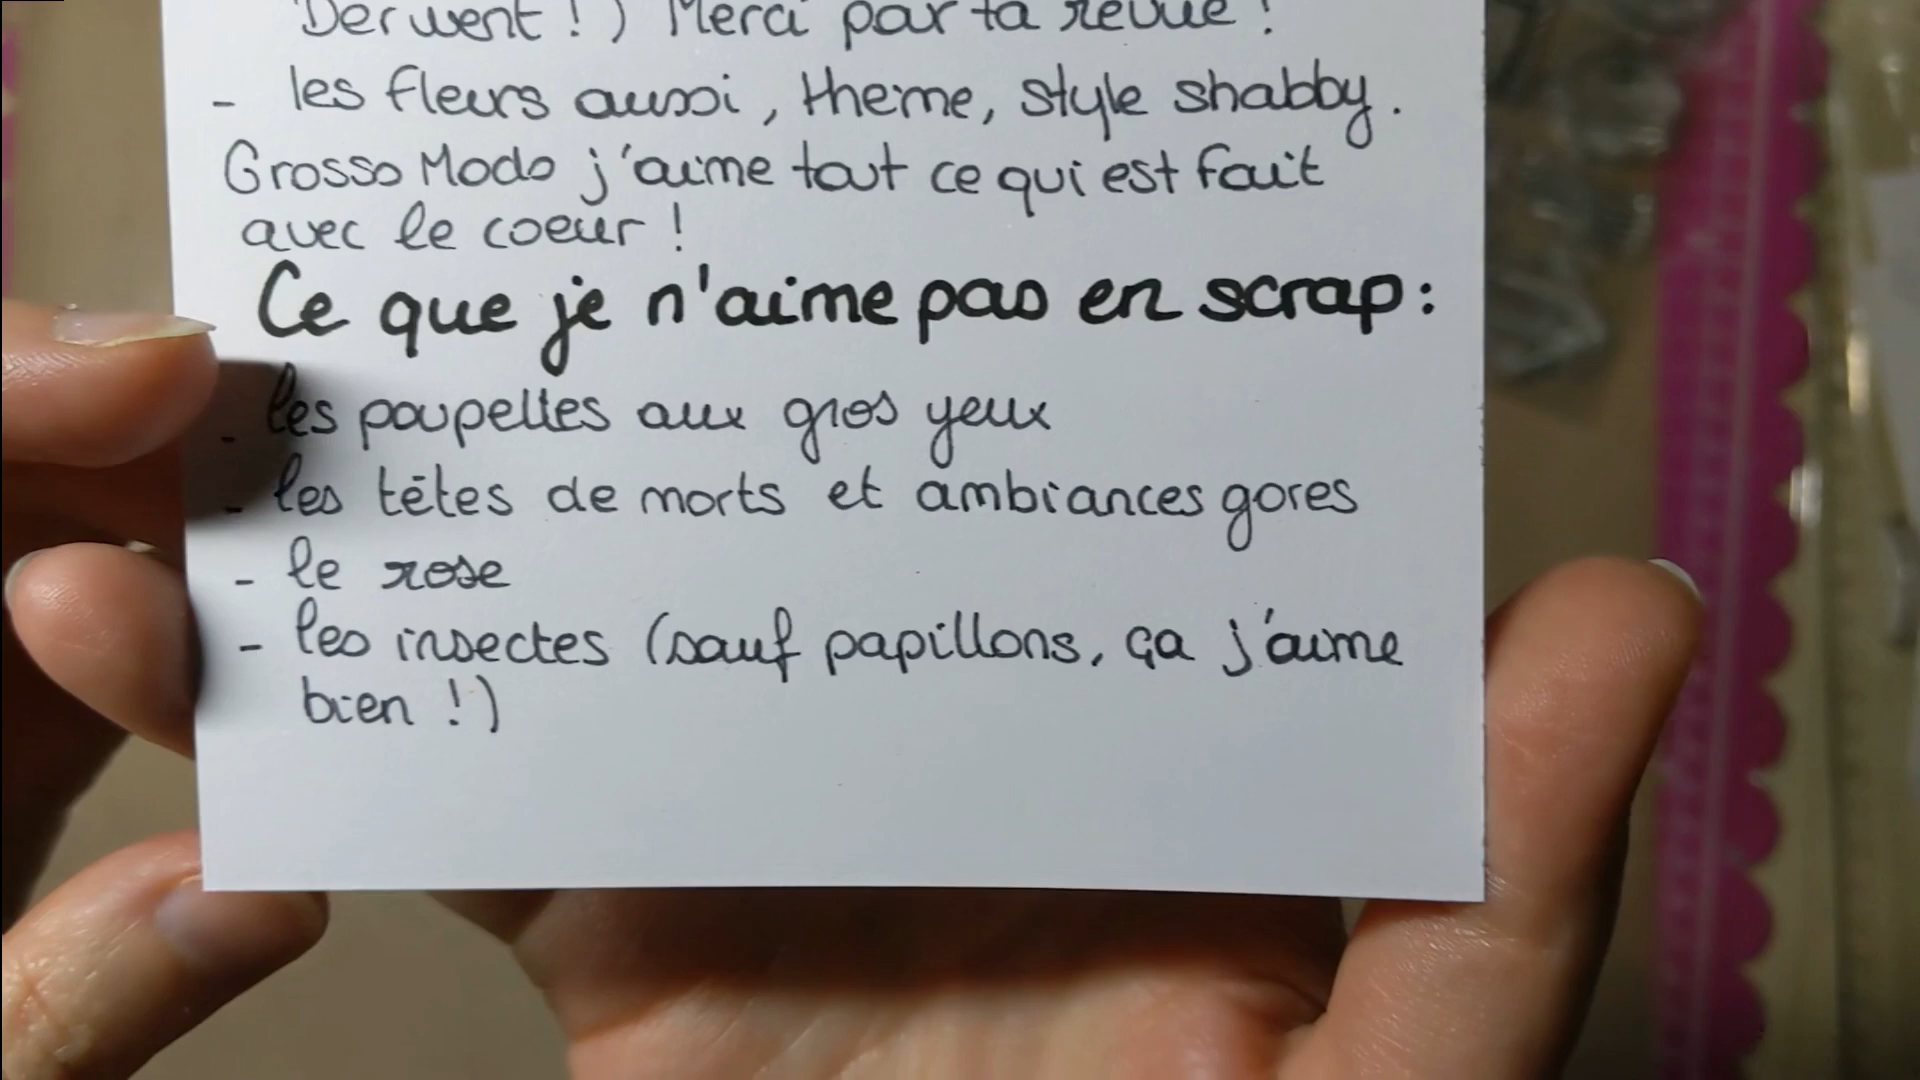 Derwent ! ) Merci par ta revue !
- les fleurs aussi, thème, style shabby.
Grosso Modo j'aime tout ce qui est fait
avec le coeur !
Ce que je n'aime pas en scrap :
- les poupettes aux gros yeux
- les têtes de morts et ambiances gores
- le rose
- les insectes (sauf papillons, ça j'aime
bien !)